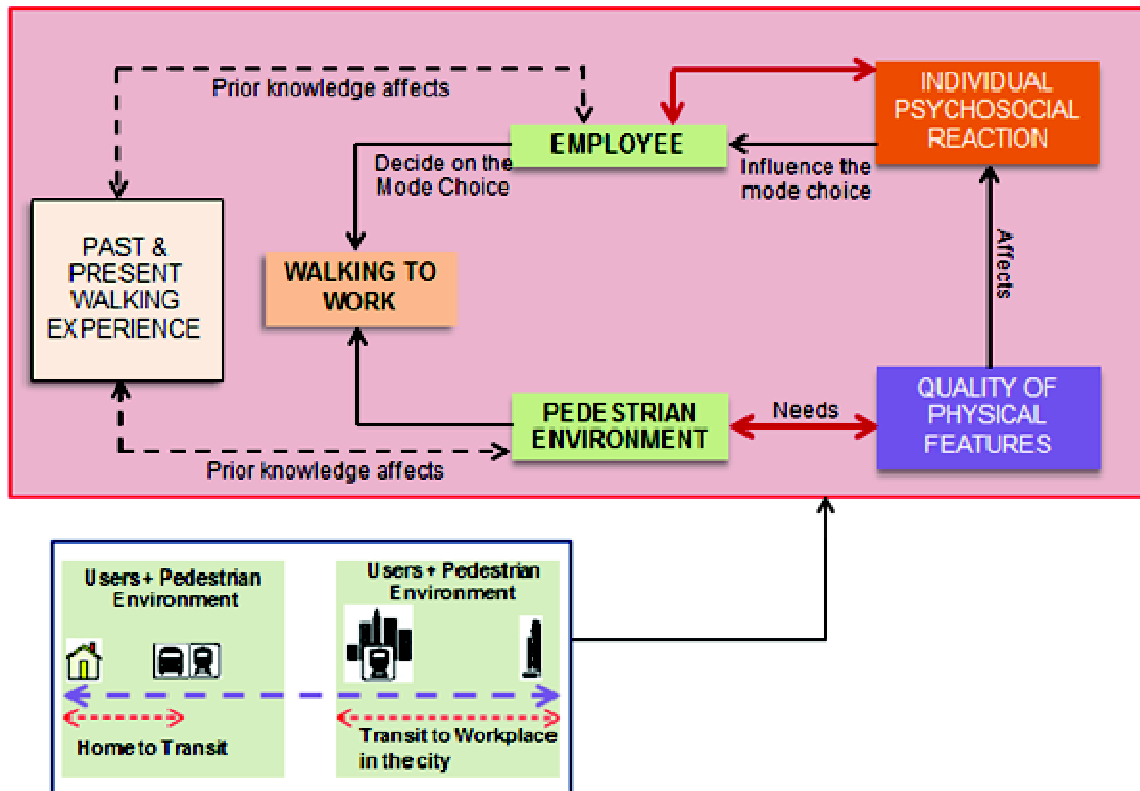 Prior knowledge affects
INDIVIDUAL
PSYCHOSOCIAL
REACTION
EMPLOYEE
Decide on the
Mode Choice
Influence the
mode choice
PAST &
PRESENT
WALKING
EXPERIENCE
WALKING TO
WORK
Affects
PEDESTRIAN
ENVIRONMENT
Needs
QUALITY OF
PHYSICAL
FEATURES
Prior knowledge affects
Users + Pedestrian
Environment
Users + Pedestrian
Environment
Home to Transit
Transit to Workplace
in the city